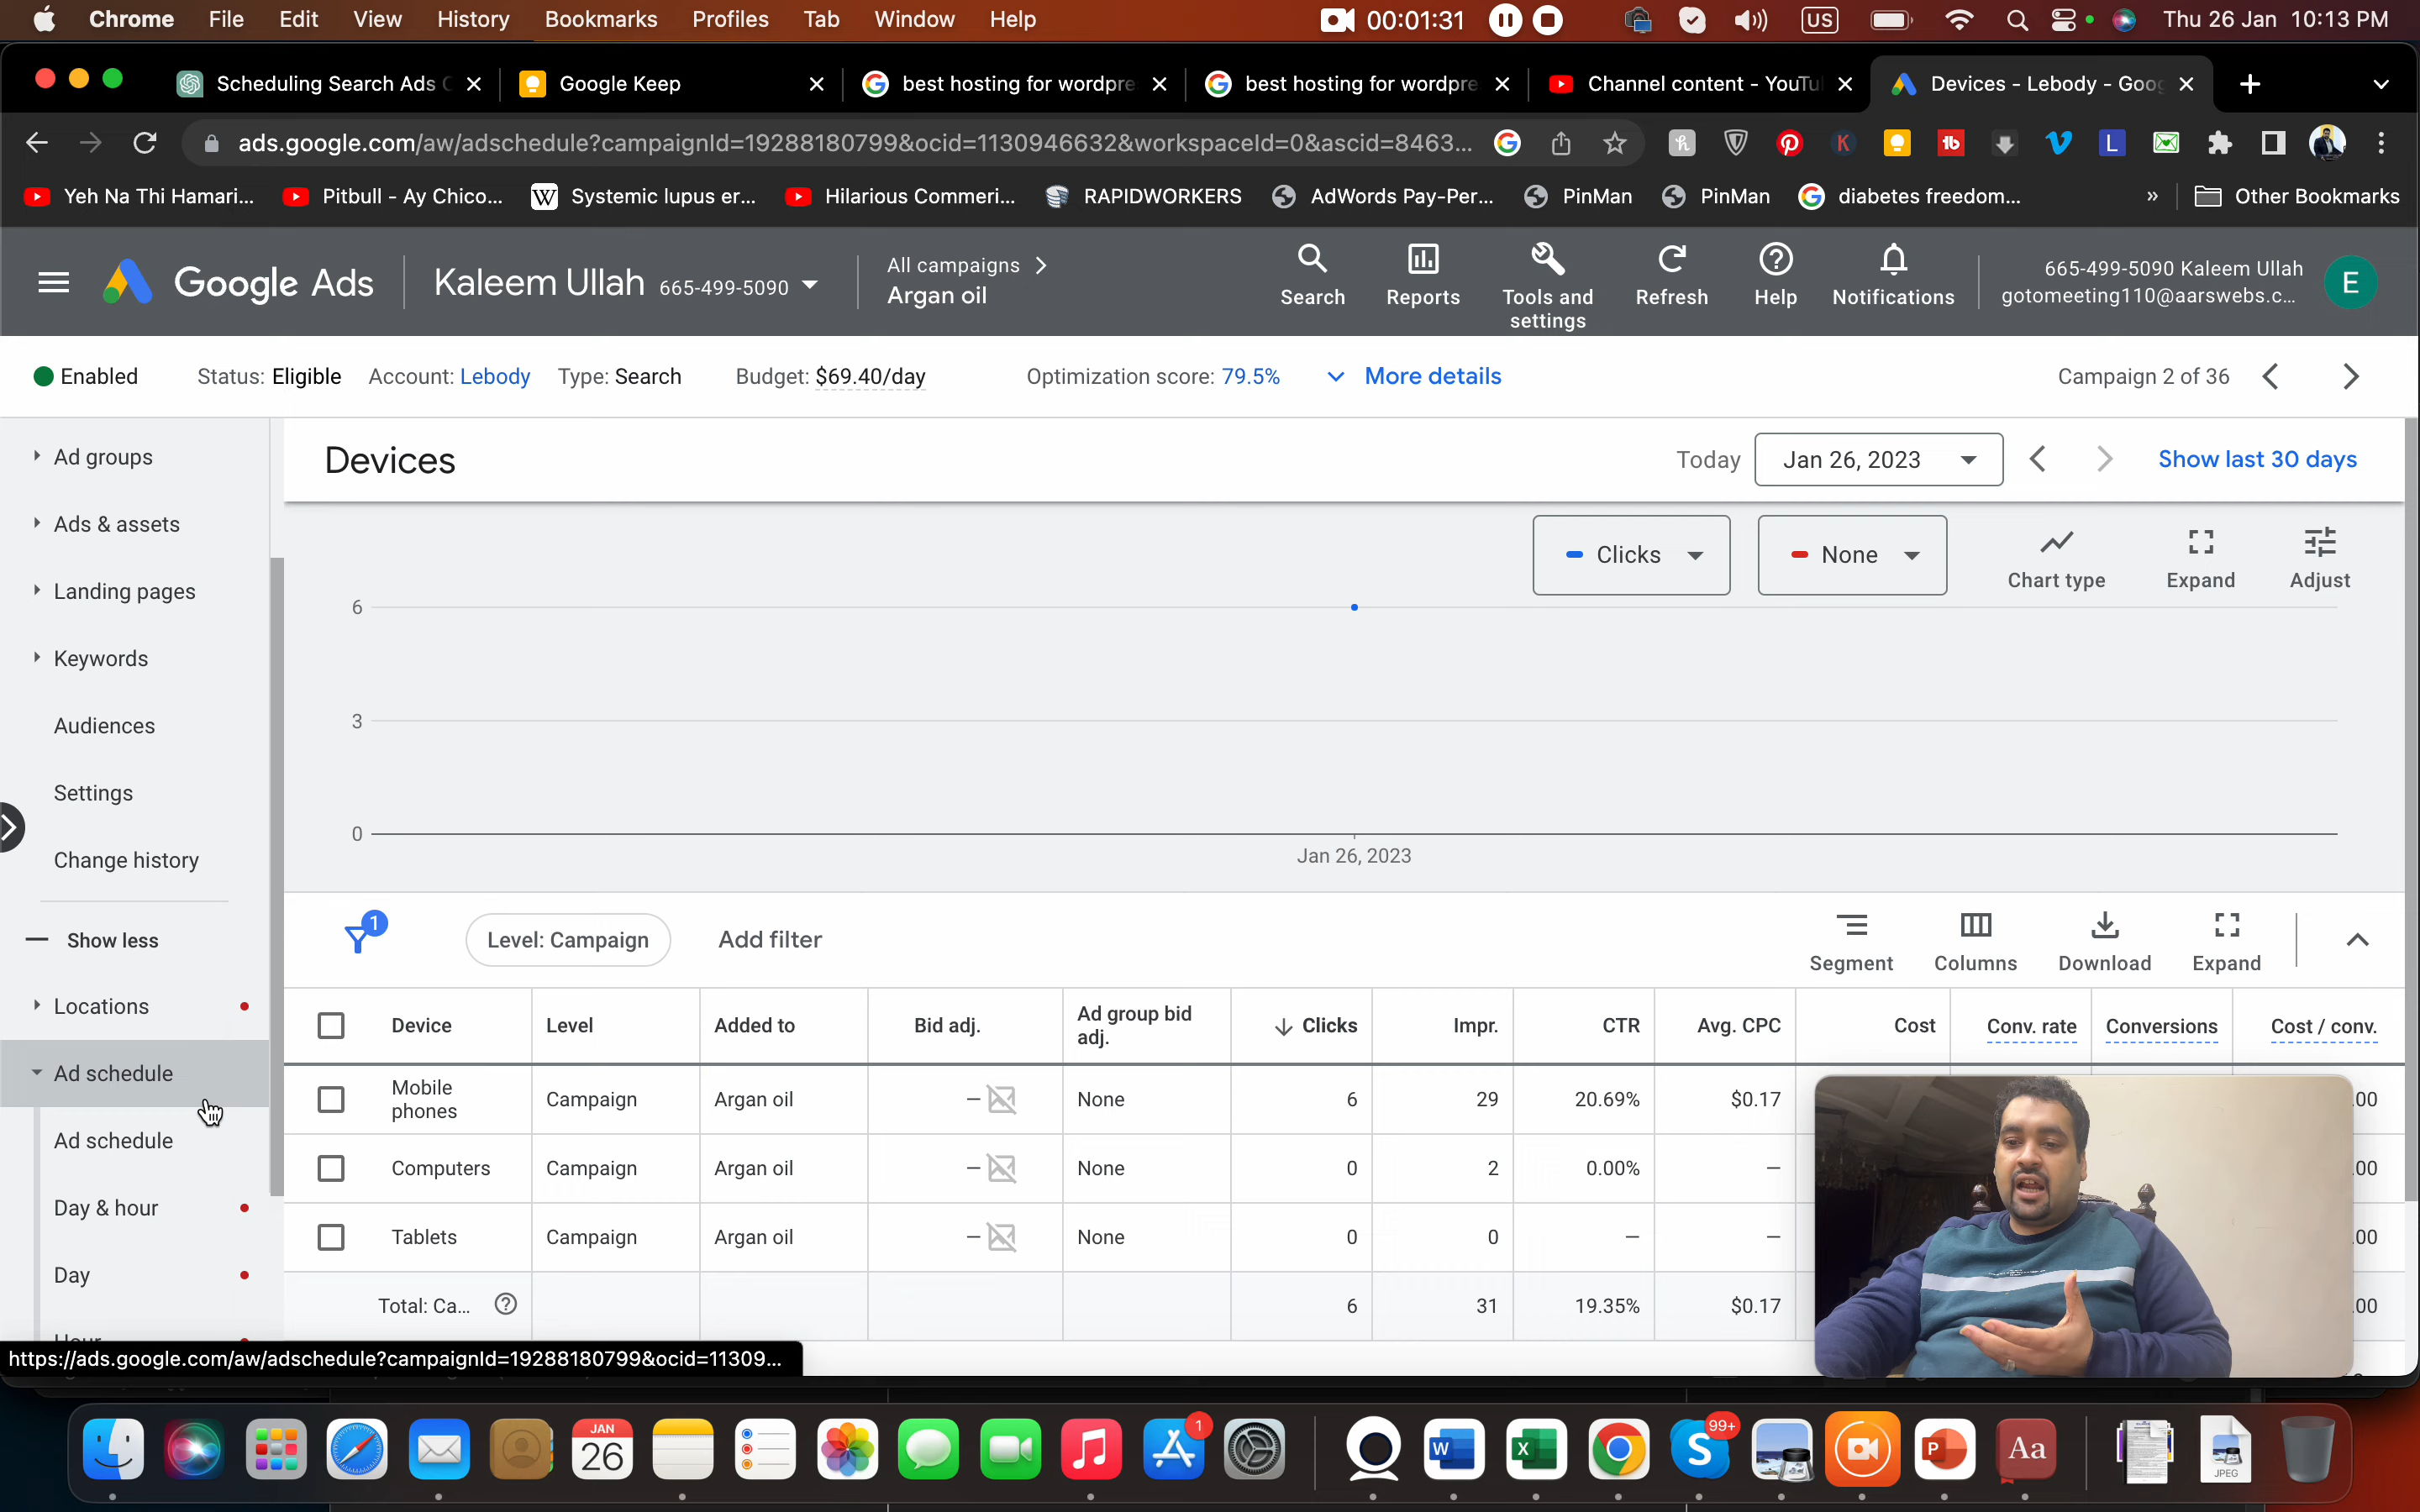 Chrome File Edit View History Bookmarks Profiles Tab Window Help 00:01:31 US Thu 26 Jan 10:13 PM
Scheduling Search Ads Google Keep best hosting for wordpre best hosting for wordpre Channel content - YouTu Devices - Lebody - Goog
ads.google.com/aw/adschedule?campaignId=19288180799&ocid=1130946632&workspaceId=0&ascid=8463...
Yeh Na Thi Hamari... Pitbull - Ay Chico... Systemic lupus er... Hilarious Commeri... RAPIDWORKERS AdWords Pay-Per... PinMan PinMan diabetes freedom... » Other Bookmarks
Google Ads Kaleem Ullah 665-499-5090
All campaigns
Argan oil
Search Reports Tools and settings Refresh Help Notifications
665-499-5090 Kaleem Ullah
gotomeeting110@aarswebs.c...
E
Enabled Status: Eligible Account: Lebody Type: Search Budget: $69.40/day Optimization score: 79.5% More details Campaign 2 of 36
Ad groups
Ads & assets
Landing pages
Keywords
Audiences
Settings
Change history
Show less
Locations
Ad schedule
Ad schedule
Day & hour
Day
Hour
Devices Today Jan 26, 2023 Show last 30 days
Clicks None Chart type Expand Adjust
6
3
0
Jan 26, 2023
1 Level: Campaign Add filter Segment Columns Download Expand
Device Level Added to Bid adj. Ad group bid adj. Clicks Impr. CTR Avg. CPC Cost Conv. rate Conversions Cost / conv.
Mobile phones Campaign Argan oil — None 6 29 20.69% $0.17 .00
Computers Campaign Argan oil — None 0 2 0.00% — .00
Tablets Campaign Argan oil — None 0 0 — — .00
Total: Ca... 6 31 19.35% $0.17 .00
https://ads.google.com/aw/adschedule?campaignId=19288180799&ocid=11309...
JAN
26
1
W
X
S
99+
P
Aa
JPEG